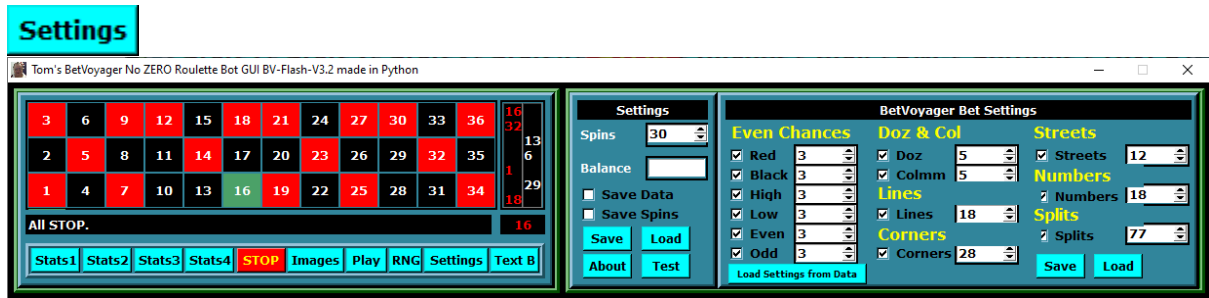 Settings
Tom's BetVoyager No ZERO Roulette Bot GUI BV-Flash-V3.2 made in Python
3 6 9 12 15 18 21 24 27 30 33 36
2 5 8 11 14 17 20 23 26 29 32 35
1 4 7 10 13 16 19 22 25 28 31 34
16
32
13
6
1
29
18
All STOP.
16
Stats1 Stats2 Stats3 Stats4 STOP Images Play RNG Settings Text B
Settings
Spins 30
Balance
Save Data
Save Spins
Save Load
About Test
BetVoyager Bet Settings
Even Chances
Red 3
Black 3
High 3
Low 3
Even 3
Odd 3
Load Settings from Data
Doz & Col
Doz 5
Colmm 5
Lines
Lines 18
Corners
Corners 28
Streets
Streets 12
Numbers
Numbers 18
Splits
Splits 77
Save Load